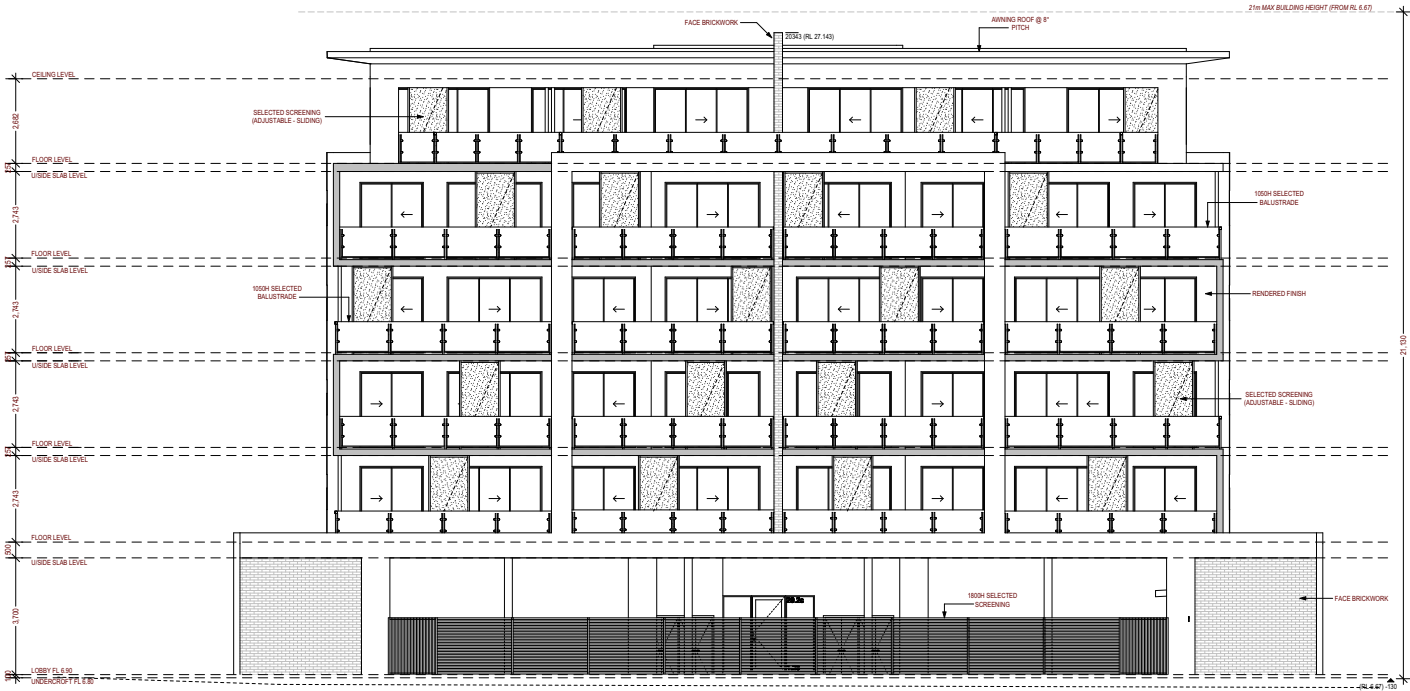 21m MAX BUILDING HEIGHT (FROM RL 6.67)
FACE BRICKWORK
20343 (RL 27.143)
AWNING ROOF @ 8°
PITCH
CEILING LEVEL
SELECTED SCREENING
(ADJUSTABLE - SLIDING)
2,682
FLOOR LEVEL
U/SIDE SLAB LEVEL
1050H SELECTED
BALUSTRADE
2,743
FLOOR LEVEL
U/SIDE SLAB LEVEL
1050H SELECTED
BALUSTRADE
RENDERED FINISH
2,743
FLOOR LEVEL
U/SIDE SLAB LEVEL
21,130
2,743
SELECTED SCREENING
(ADJUSTABLE - SLIDING)
FLOOR LEVEL
U/SIDE SLAB LEVEL
2,743
FLOOR LEVEL
500
U/SIDE SLAB LEVEL
3,700
1800H SELECTED
SCREENING
FACE BRICKWORK
LOBBY FL 6.90
100
UNDERCROFT FL 6.80
(RL 6.67) -130